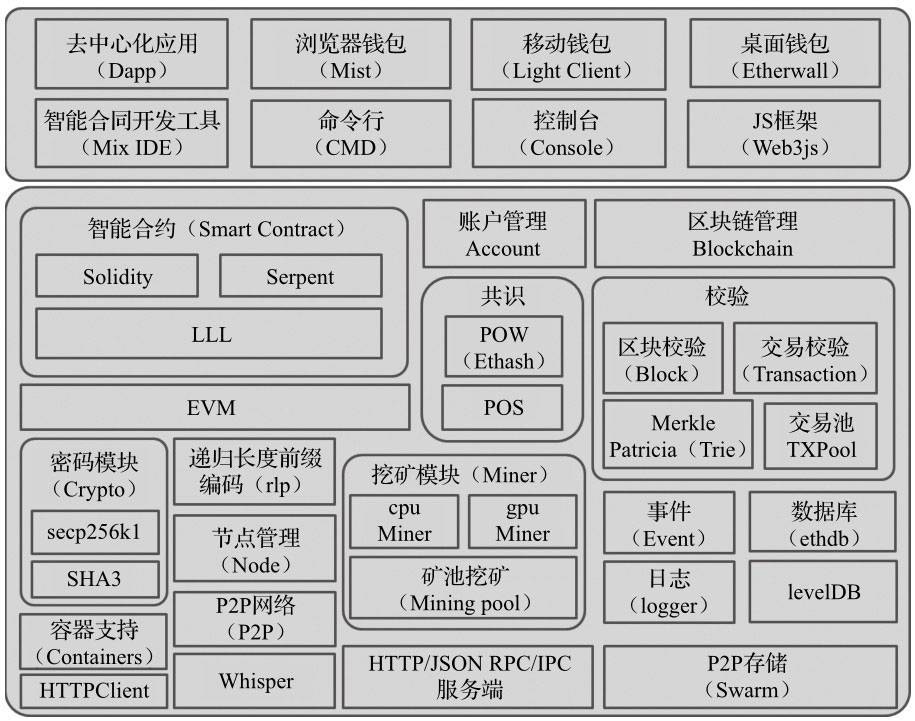 去中心化应用
（Dapp）
浏览器钱包
（Mist）
移动钱包
（Light Client）
桌面钱包
（Etherwall）
智能合同开发工具
（Mix IDE）
命令行
（CMD）
控制台
（Console）
JS框架
（Web3js）
智能合约（Smart Contract）
Solidity
Serpent
LLL
EVM
账户管理
Account
区块链管理
Blockchain
共识
POW
（Ethash）
POS
校验
区块校验
（Block）
交易校验
（Transaction）
Merkle
Patricia（Trie）
交易池
TXPool
密码模块
（Crypto）
secp256k1
SHA3
递归长度前缀
编码（rlp）
节点管理
（Node）
P2P网络
（P2P）
Whisper
容器支持
（Containers）
HTTPClient
挖矿模块（Miner）
cpu
Miner
gpu
Miner
矿池挖矿
（Mining pool）
HTTP/JSON RPC/IPC
服务端
事件
（Event）
数据库
（ethdb）
日志
（logger）
levelDB
P2P存储
（Swarm）